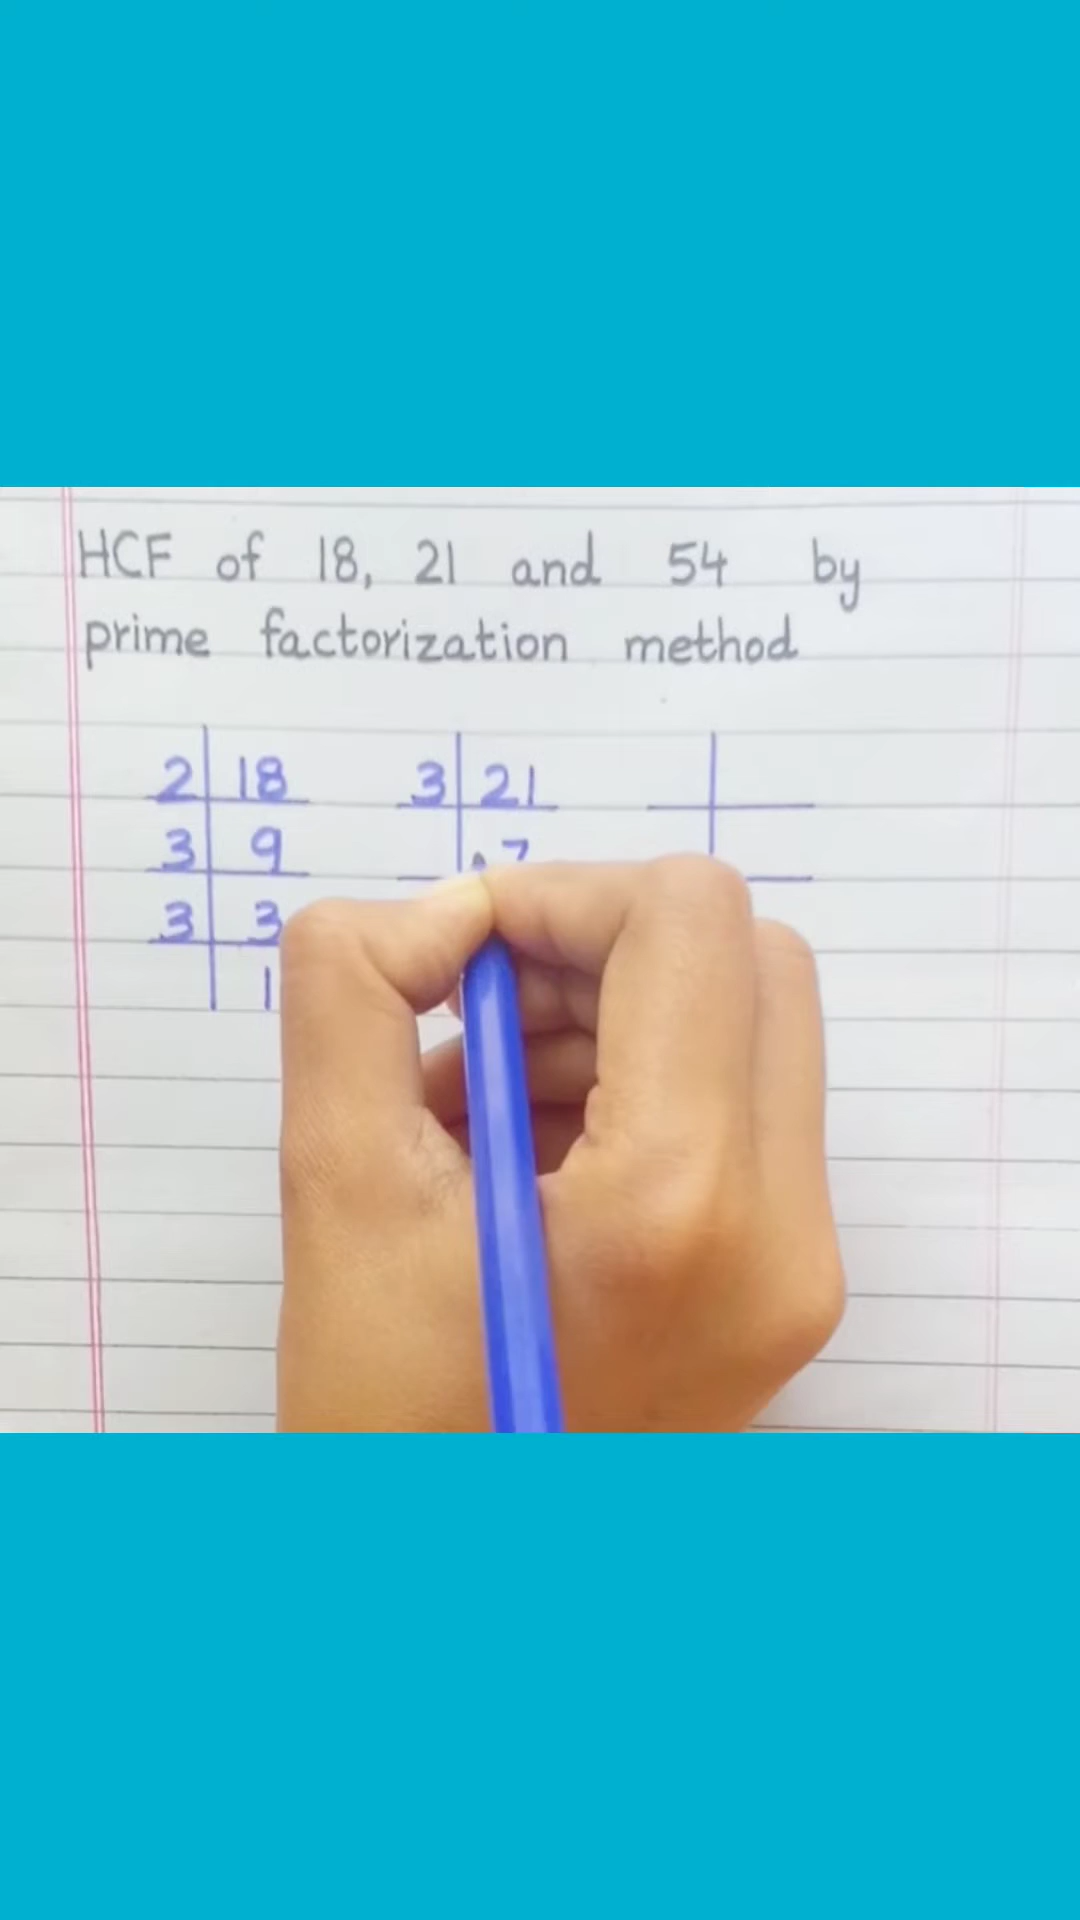 HCF of 18, 21 and 54 by
prime factorization method
2 18 3 21
3 9 7
3 3
1